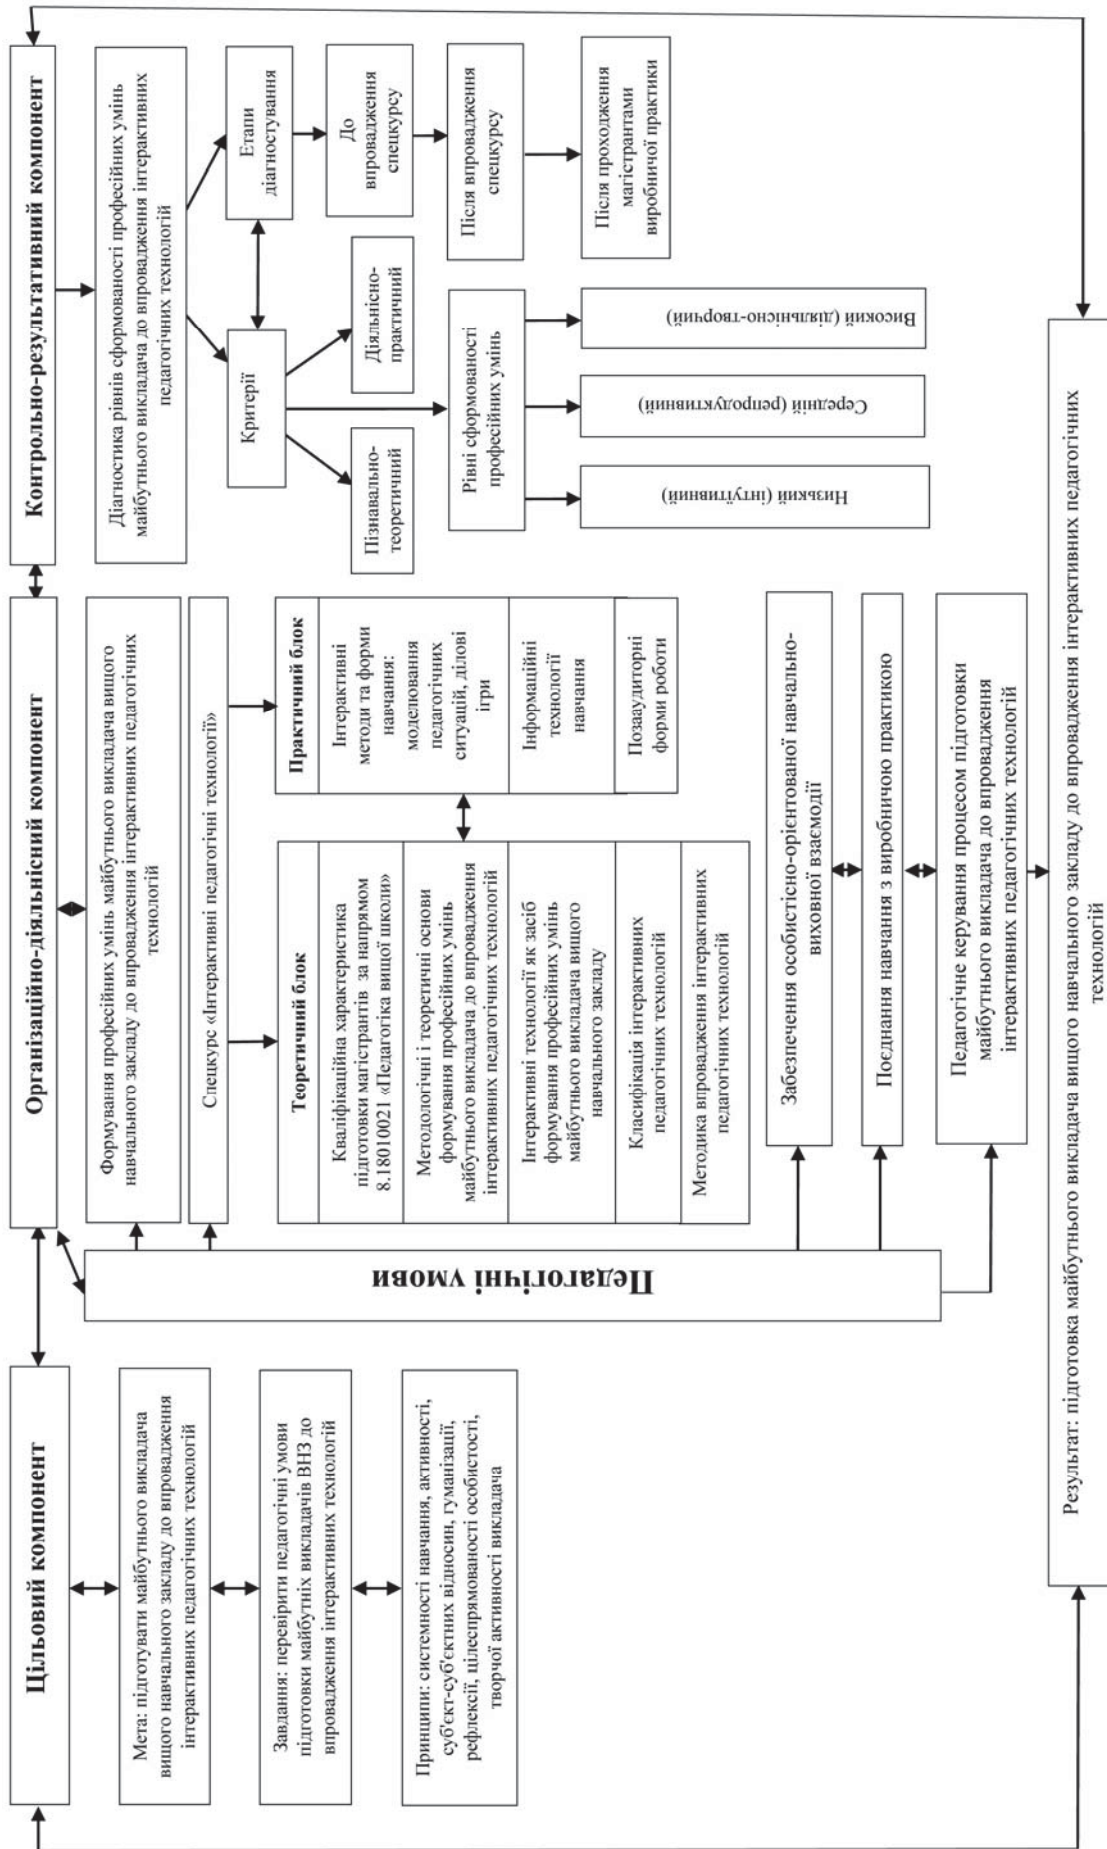 Цільовий компонент
Мета: підготувати майбутнього викладача
вищого навчального закладу до впровадження
інтерактивних педагогічних технологій
Завдання: перевірити педагогічні умови
підготовки майбутніх викладачів ВНЗ до
впровадження інтерактивних технологій
Принципи: системності навчання, активності,
суб'єкт-суб'єктних відносин, гуманізації,
рефлексії, цілеспрямованості особистості,
творчої активності викладача
Педагогічні умови
Організаційно-діяльнісний компонент
Формування професійних умінь майбутнього викладача вищого
навчального закладу до впровадження інтерактивних педагогічних
технологій
Спецкурс «Інтерактивні педагогічні технології»
Теоретичний блок
Кваліфікаційна характеристика
підготовки магістрантів за напрямом
8.18010021 «Педагогіка вищої школи»
Методологічні і теоретичні основи
формування професійних умінь
майбутнього викладача до впровадження
інтерактивних педагогічних технологій
Інтерактивні технології як засіб
формування професійних умінь
майбутнього викладача вищого
навчального закладу
Класифікація інтерактивних
педагогічних технологій
Методика впровадження інтерактивних
педагогічних технологій
Практичний блок
Інтерактивні
методи та форми
навчання:
моделювання
педагогічних
ситуацій, ділові
ігри
Інформаційні
технології
навчання
Позааудиторні
форми роботи
Забезпечення особистісно-орієнтованої навчально-
виховної взаємодії
Поєднання навчання з виробничою практикою
Педагогічне керування процесом підготовки
майбутнього викладача до впровадження
інтерактивних педагогічних технологій
Контрольно-результативний компонент
Діагностика рівнів сформованості професійних умінь
майбутнього викладача до впровадження інтерактивних
педагогічних технологій
Критерії
Етапи
діагностування
Пізнавально-
теоретичний
Діяльнісно-
практичний
До
впровадження
спецкурсу
Рівні сформованості
професійних умінь
Після впровадження
спецкурсу
Низький (інтуїтивний)
Середній (репродуктивний)
Високий (діяльнісно-творчий)
Після проходження
магістрантами
виробничої практики
Результат: підготовка майбутнього викладача вищого навчального закладу до впровадження інтерактивних педагогічних
технологій